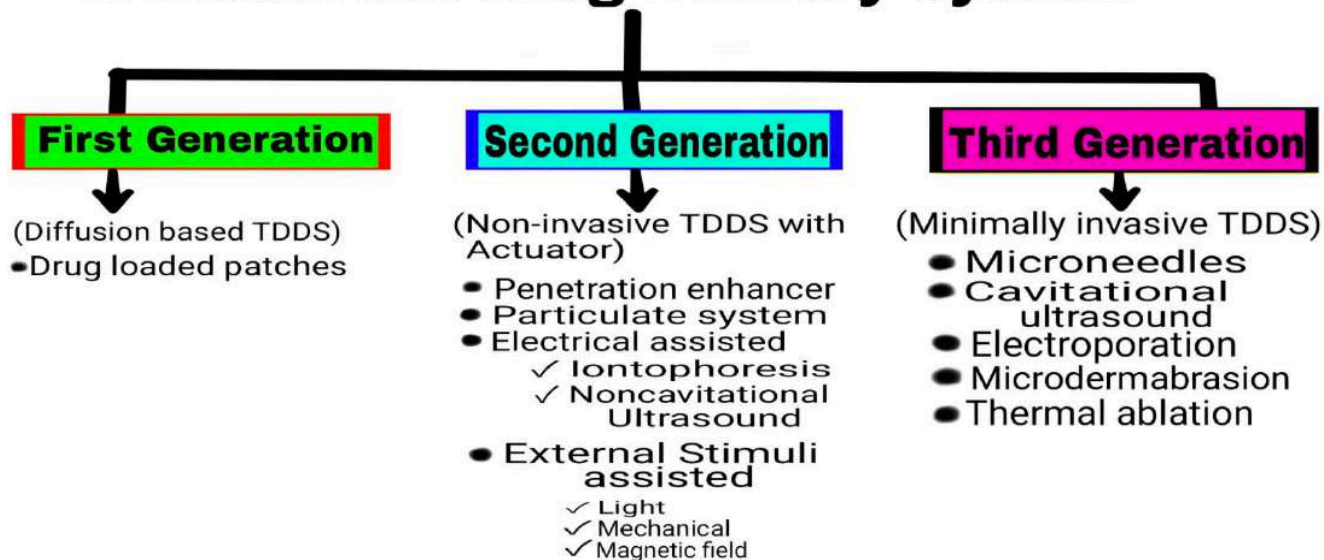 First Generation
(Diffusion based TDDS)
•Drug loaded patches
Second Generation
(Non-invasive TDDS with
Actuator)
• Penetration enhancer
• Particulate system
• Electrical assisted
✓ Iontophoresis
✓ Noncavitational
Ultrasound
• External Stimuli
assisted
✓ Light
✓ Mechanical
✓ Magnetic field
Third Generation
(Minimally invasive TDDS)
• Microneedles
• Cavitational
ultrasound
• Electroporation
• Microdermabrasion
• Thermal ablation